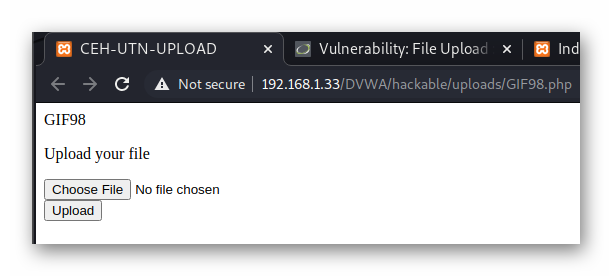 CEH-UTN-UPLOAD
Vulnerability: File Upload
Ind
Not secure 192.168.1.33/DVWA/hackable/uploads/GIF98.php
GIF98
Upload your file
Choose File No file chosen
Upload